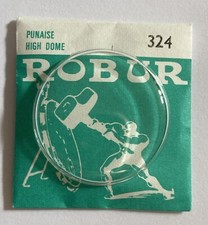 PUNAISE
HIGH DOME
324
ROBUR